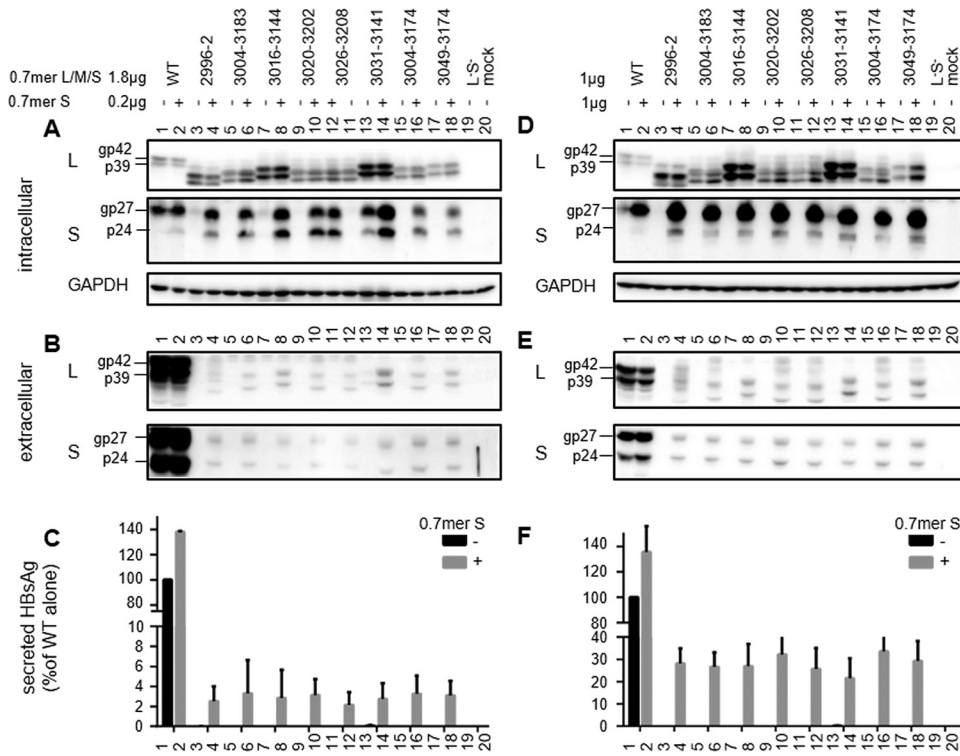 WT
2996-2
3004-3183
3016-3144
3020-3202
3026-3208
3031-3141
3004-3174
3049-3174
L-S-
mock
0.7mer L/M/S 1.8µg
0.7mer S 0.2µg - + - + - + - + - + - + - + - + - + - -
A
1 2 3 4 5 6 7 8 9 10 12 11 13 14 15 16 17 18 19 20
intracellular
L
gp42
p39
S
gp27
p24
GAPDH
B
1 2 3 4 5 6 7 8 9 10 11 12 13 14 15 16 17 18 19 20
extracellular
L
gp42
p39
S
gp27
p24
C
0.7mer S
-
+
secreted HBsAg
(%of WT alone)
140
120
100
80
60
8
6
4
2
0
1 2 3 4 5 6 7 8 9 10 11 12 13 14 15 16 17 18 19 20
WT
2996-2
3004-3183
3016-3144
3020-3202
3026-3208
3031-3141
3004-3174
3049-3174
L-S-
mock
1µg
1µg - + - + - + - + - + - + - + - + - + - -
D
1 2 3 4 5 6 7 8 9 10 11 12 13 14 15 16 17 18 19 20
L
gp42
p39
S
gp27
p24
GAPDH
E
1 2 3 4 5 6 7 8 9 10 11 12 13 14 15 16 17 18 19 20
L
gp42
p39
S
gp27
p24
F
0.7mer S
-
+
140
120
100
80
60
40
30
20
10
0
1 2 3 4 5 6 7 8 9 10 11 12 13 14 15 16 17 18 19 20